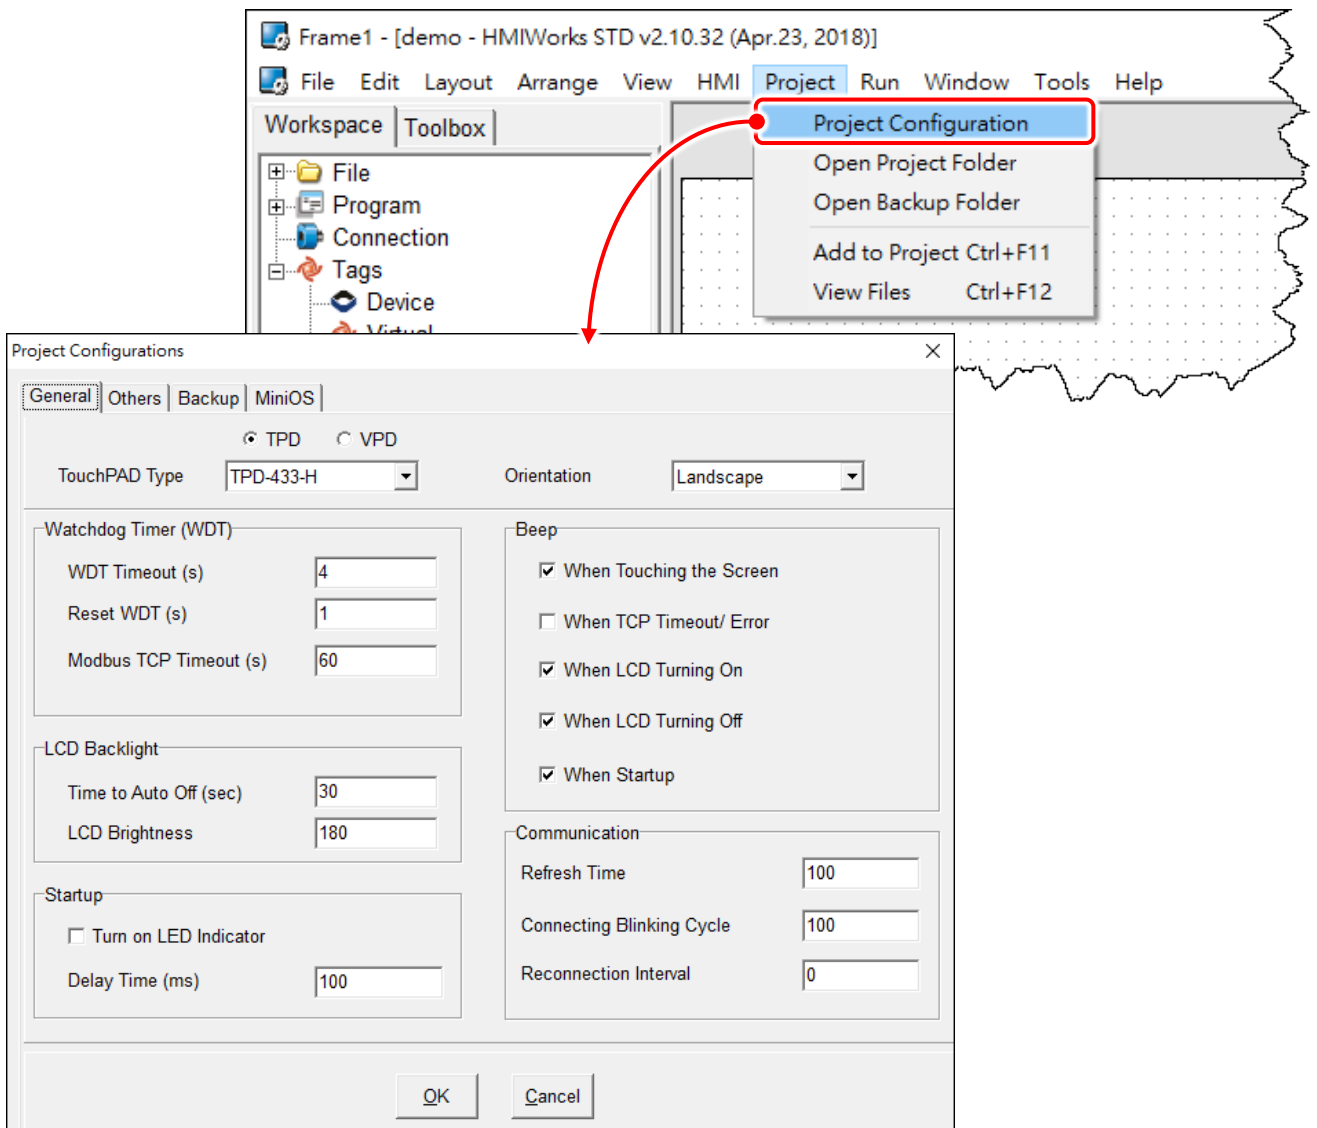 Frame1 - [demo - HMIWorks STD v2.10.32 (Apr.23, 2018)]
File Edit Layout Arrange View HMI Project Run Window Tools Help
Workspace Toolbox
Project Configuration
Open Project Folder
Open Backup Folder
Add to Project Ctrl+F11
View Files Ctrl+F12
File
Program
Connection
Tags
Device
Virtual
Project Configurations
General Others Backup MiniOS
TPD VPD
TouchPAD Type TPD-433-H Orientation Landscape
Watchdog Timer (WDT)
WDT Timeout (s) 4
Reset WDT (s) 1
Modbus TCP Timeout (s) 60
LCD Backlight
Time to Auto Off (sec) 30
LCD Brightness 180
Startup
Turn on LED Indicator
Delay Time (ms) 100
Beep
When Touching the Screen
When TCP Timeout/ Error
When LCD Turning On
When LCD Turning Off
When Startup
Communication
Refresh Time 100
Connecting Blinking Cycle 100
Reconnection Interval 0
OK Cancel